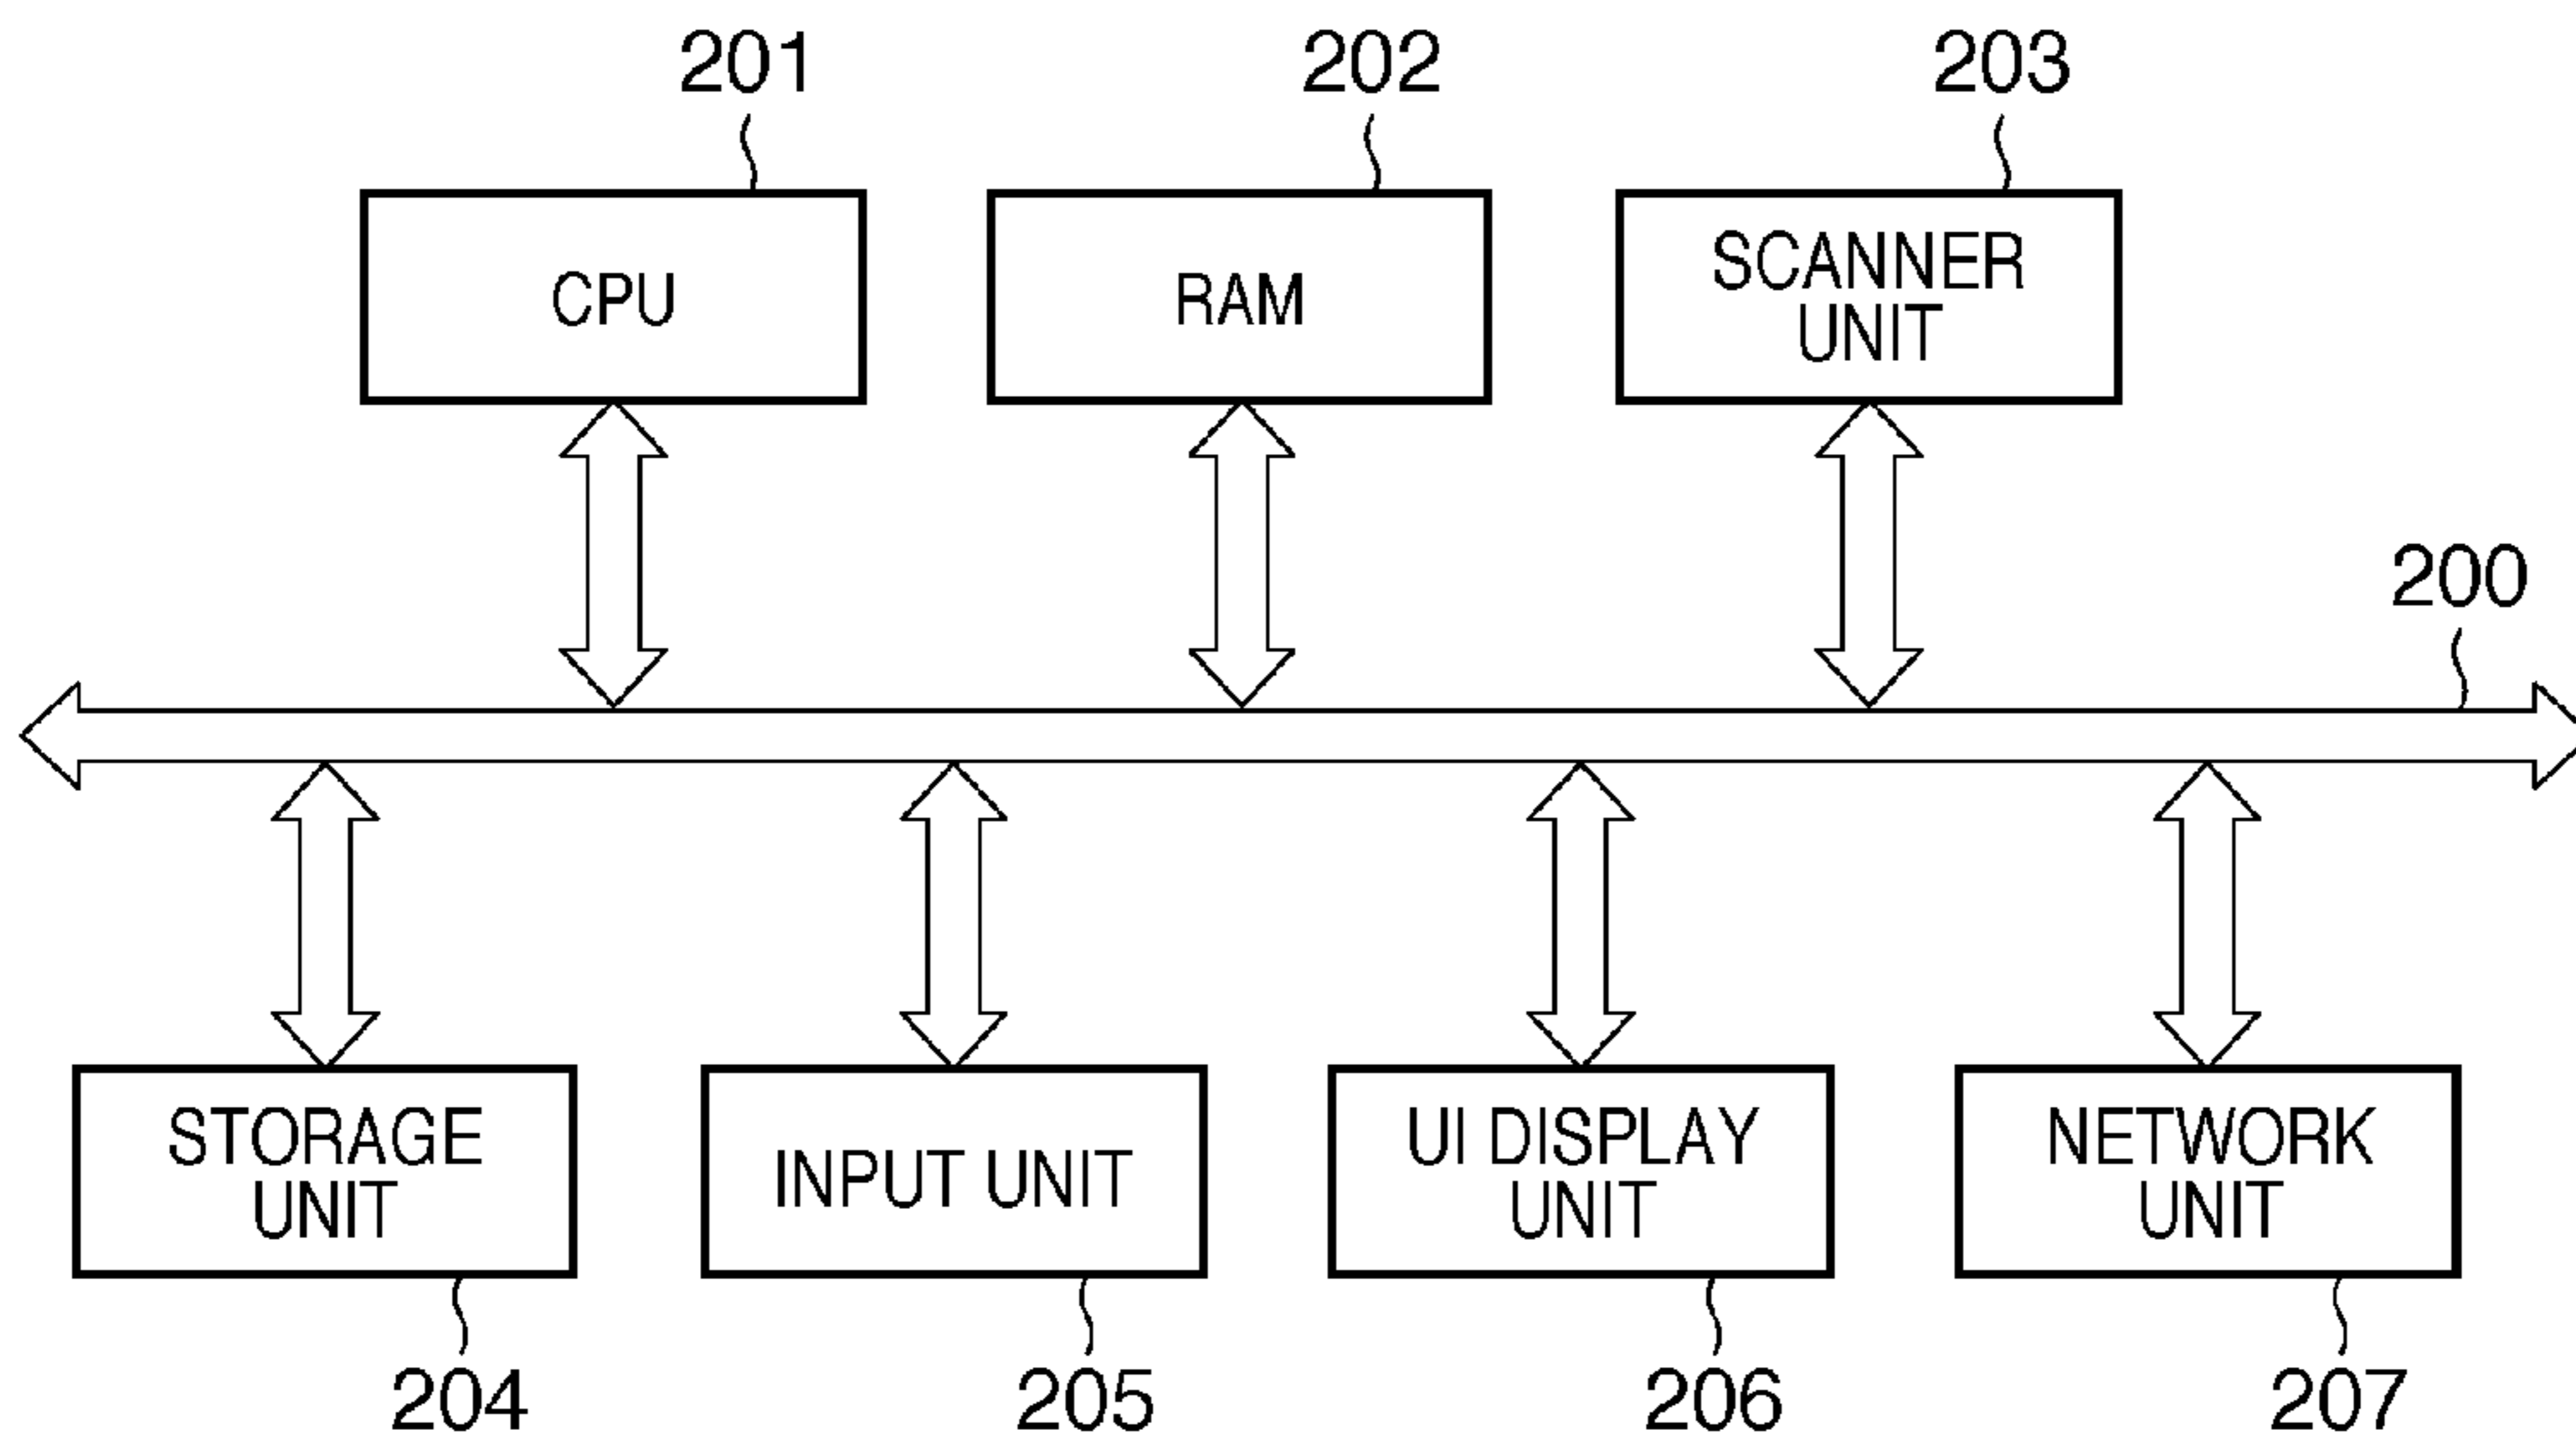 201
202
203
CPU
RAM
SCANNER
UNIT
200
STORAGE
UNIT
INPUT UNIT
UI DISPLAY
UNIT
NETWORK
UNIT
204
205
206
207